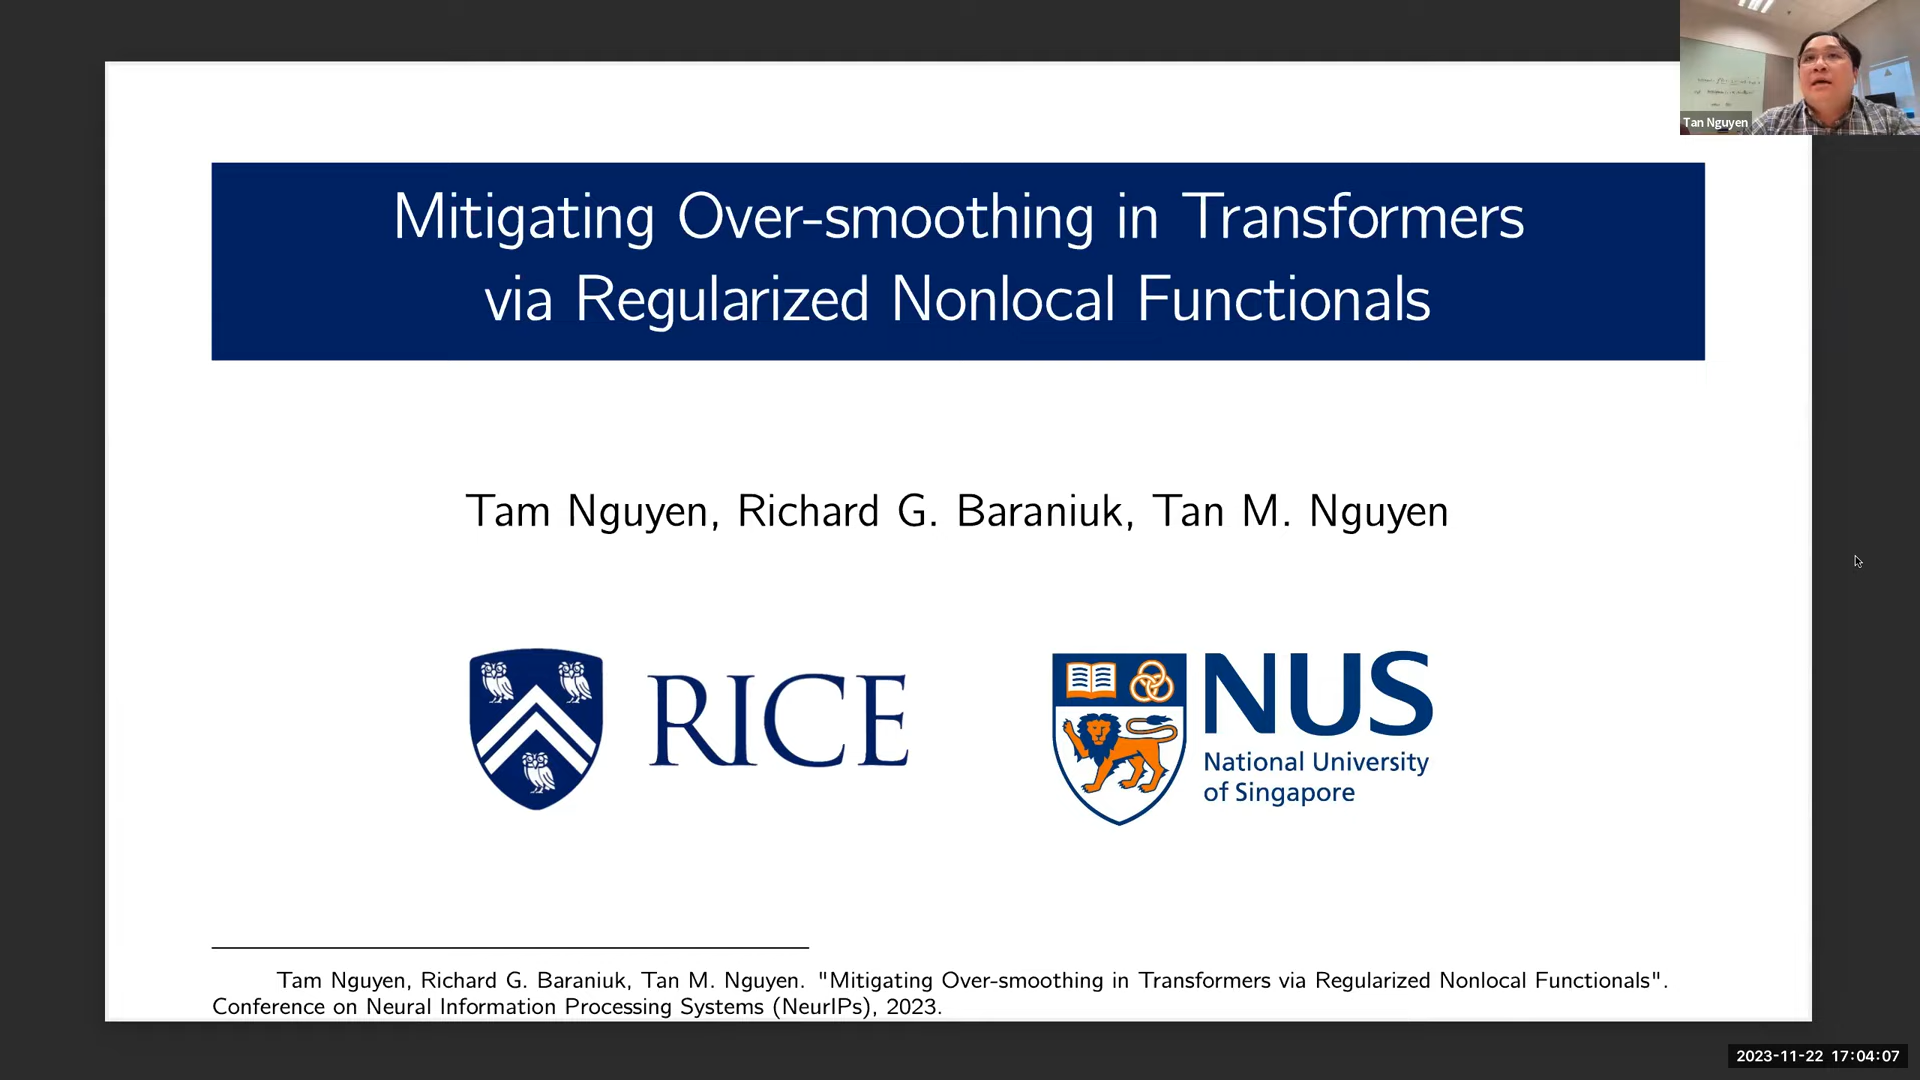 Tan Nguyen
Mitigating Over-smoothing in Transformers
via Regularized Nonlocal Functionals
Tam Nguyen, Richard G. Baraniuk, Tan M. Nguyen
RICE
NUS
National University
of Singapore
Tam Nguyen, Richard G. Baraniuk, Tan M. Nguyen. "Mitigating Over-smoothing in Transformers via Regularized Nonlocal Functionals".
Conference on Neural Information Processing Systems (NeurIPs), 2023.
2023-11-22 17:04:07